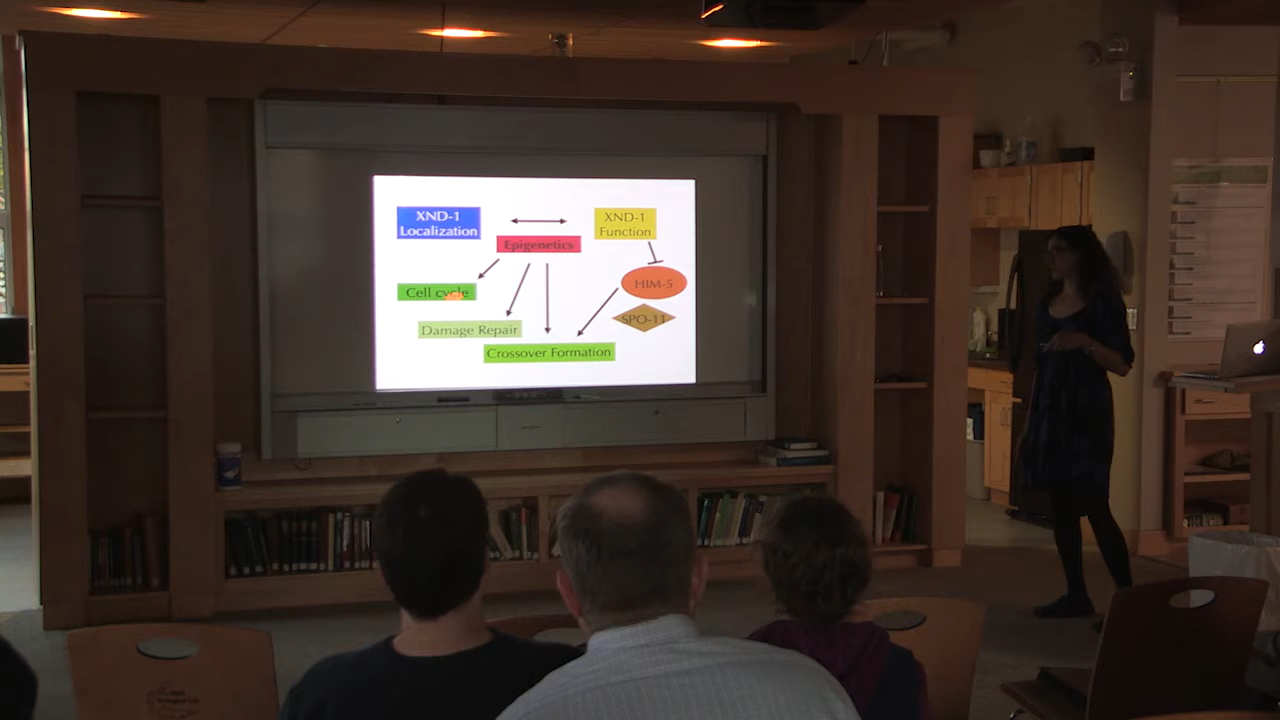 XND-1
Localization
XND-1
Function
Epigenetics
HIM-5
Cell cycle
SPO-11
Damage Repair
Crossover Formation